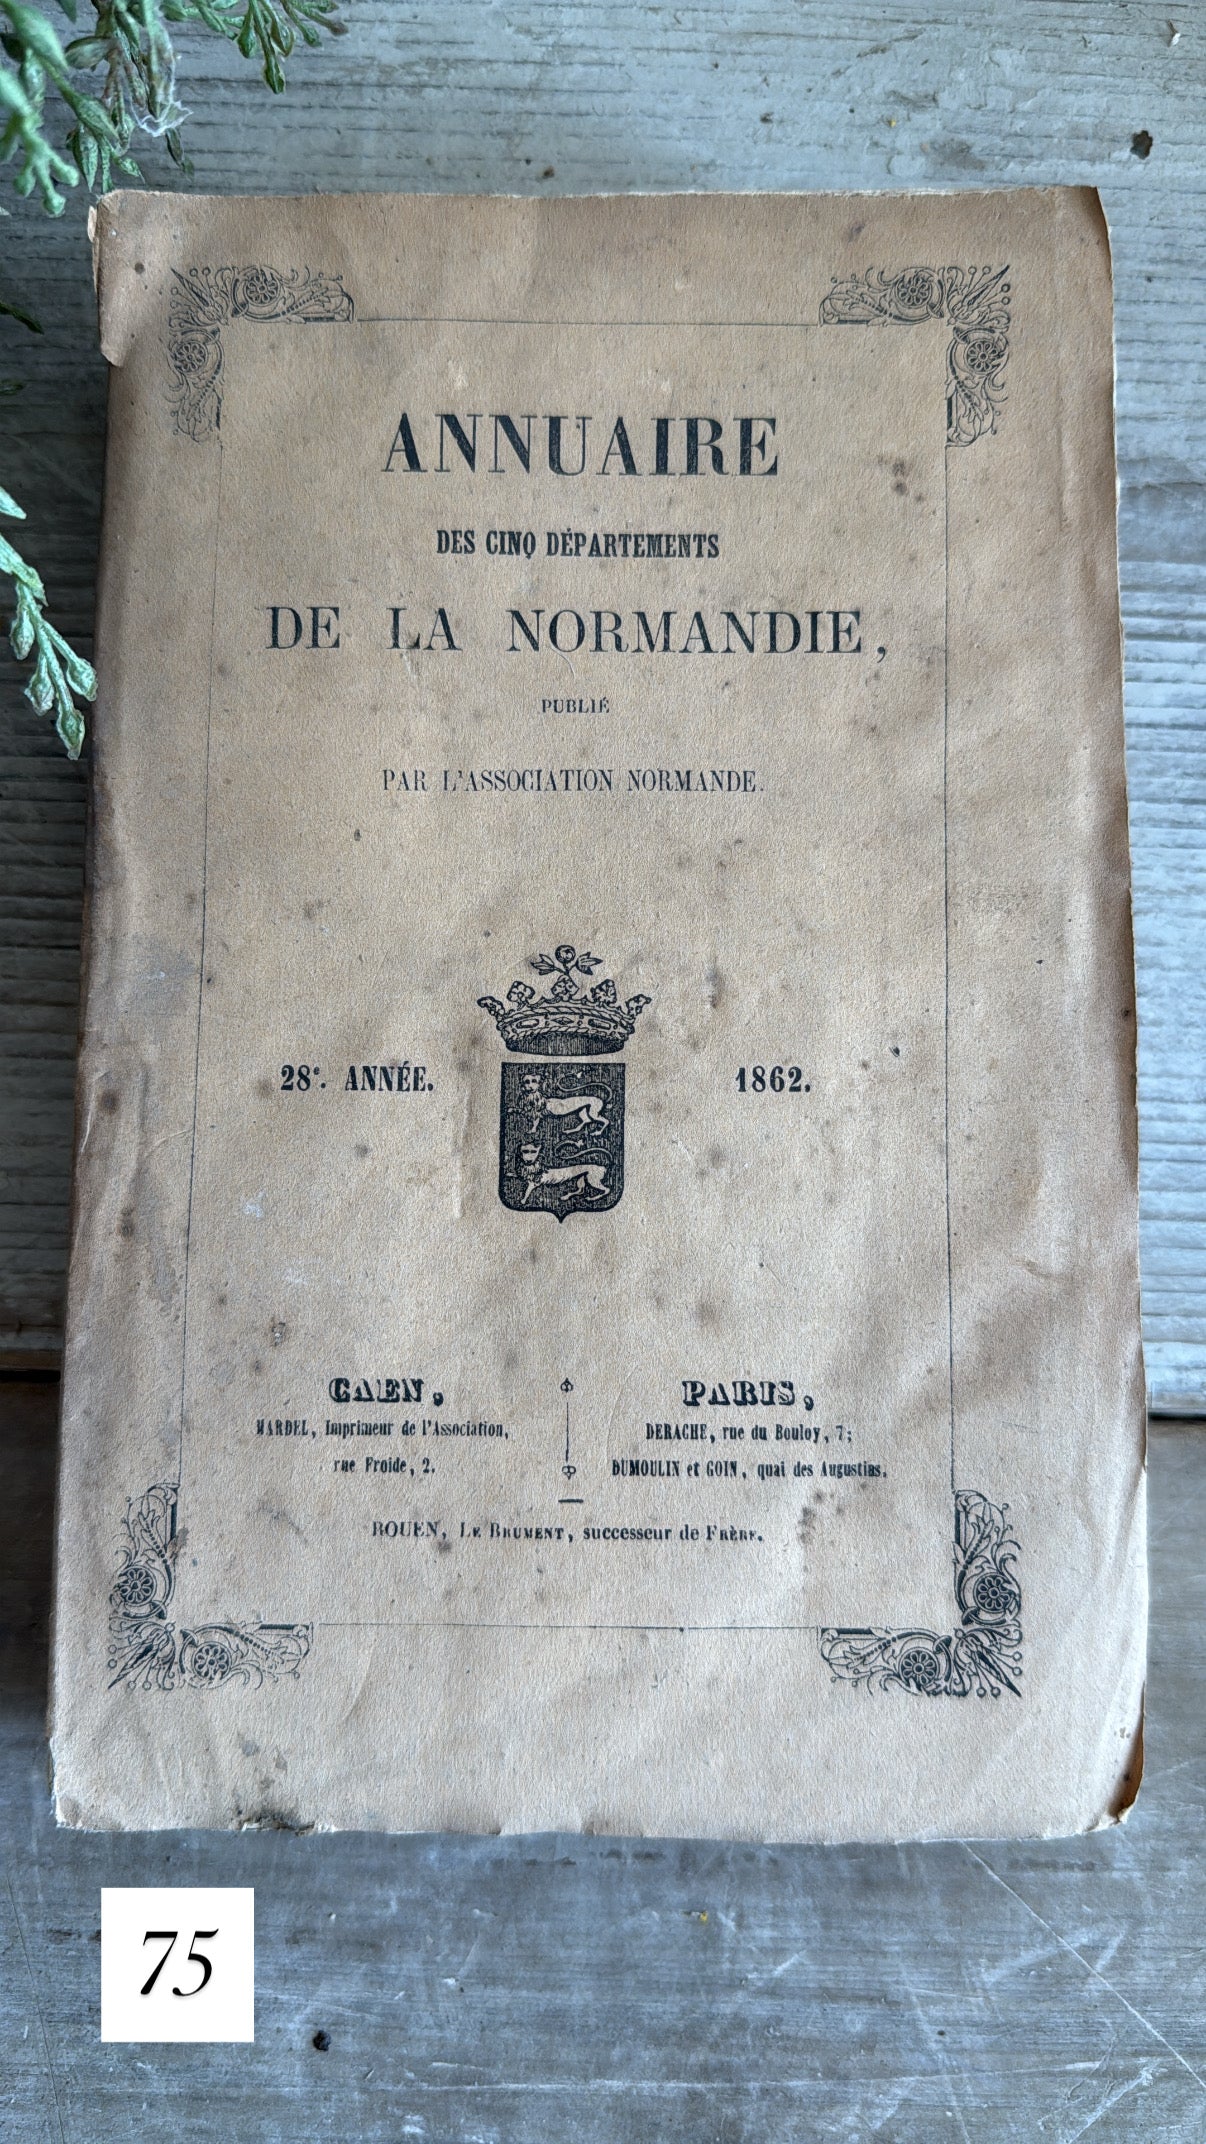 ANNUAIRE
DES CINQ DÉPARTEMENTS
DE LA NORMANDIE,
PUBLIÉ
PAR L'ASSOCIATION NORMANDE.
28e. ANNÉE. 1862.
CAEN,
HARDEL, Imprimeur de l'Association,
rue Froide, 2.
PARIS,
DERACHE, rue du Bouloy, 7;
DUMOULIN et GOIN, quai des Augustins.
ROUEN, LE BRUMENT, successeur de FRÈRE.
75